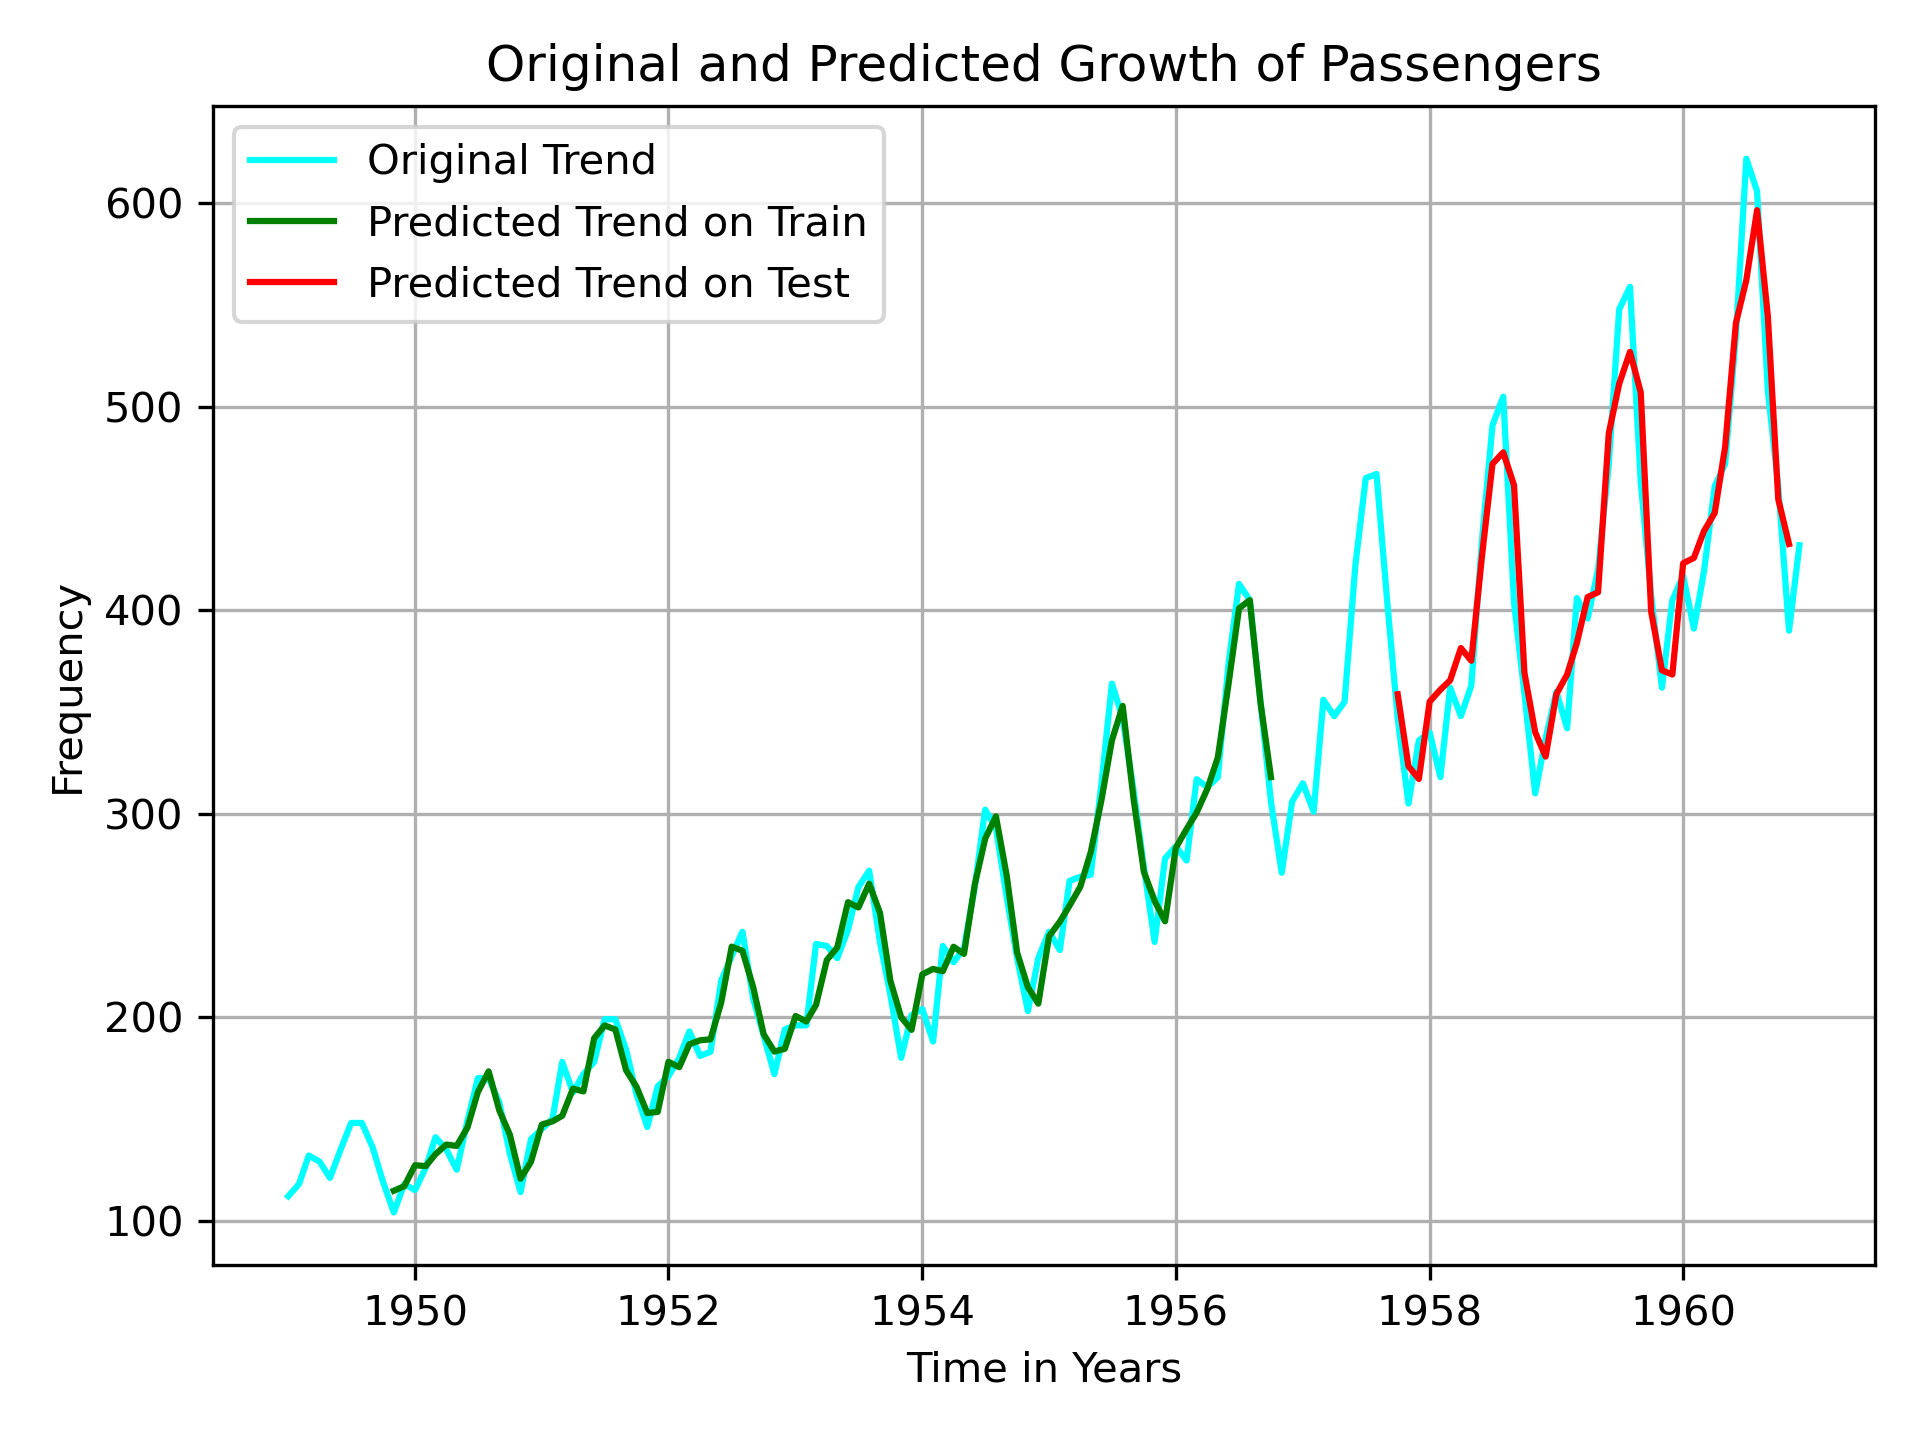 Original and Predicted Growth of Passengers
Original Trend
Predicted Trend on Train
Predicted Trend on Test
600
500
400
300
200
100
Frequency
1950 1952 1954 1956 1958 1960
Time in Years